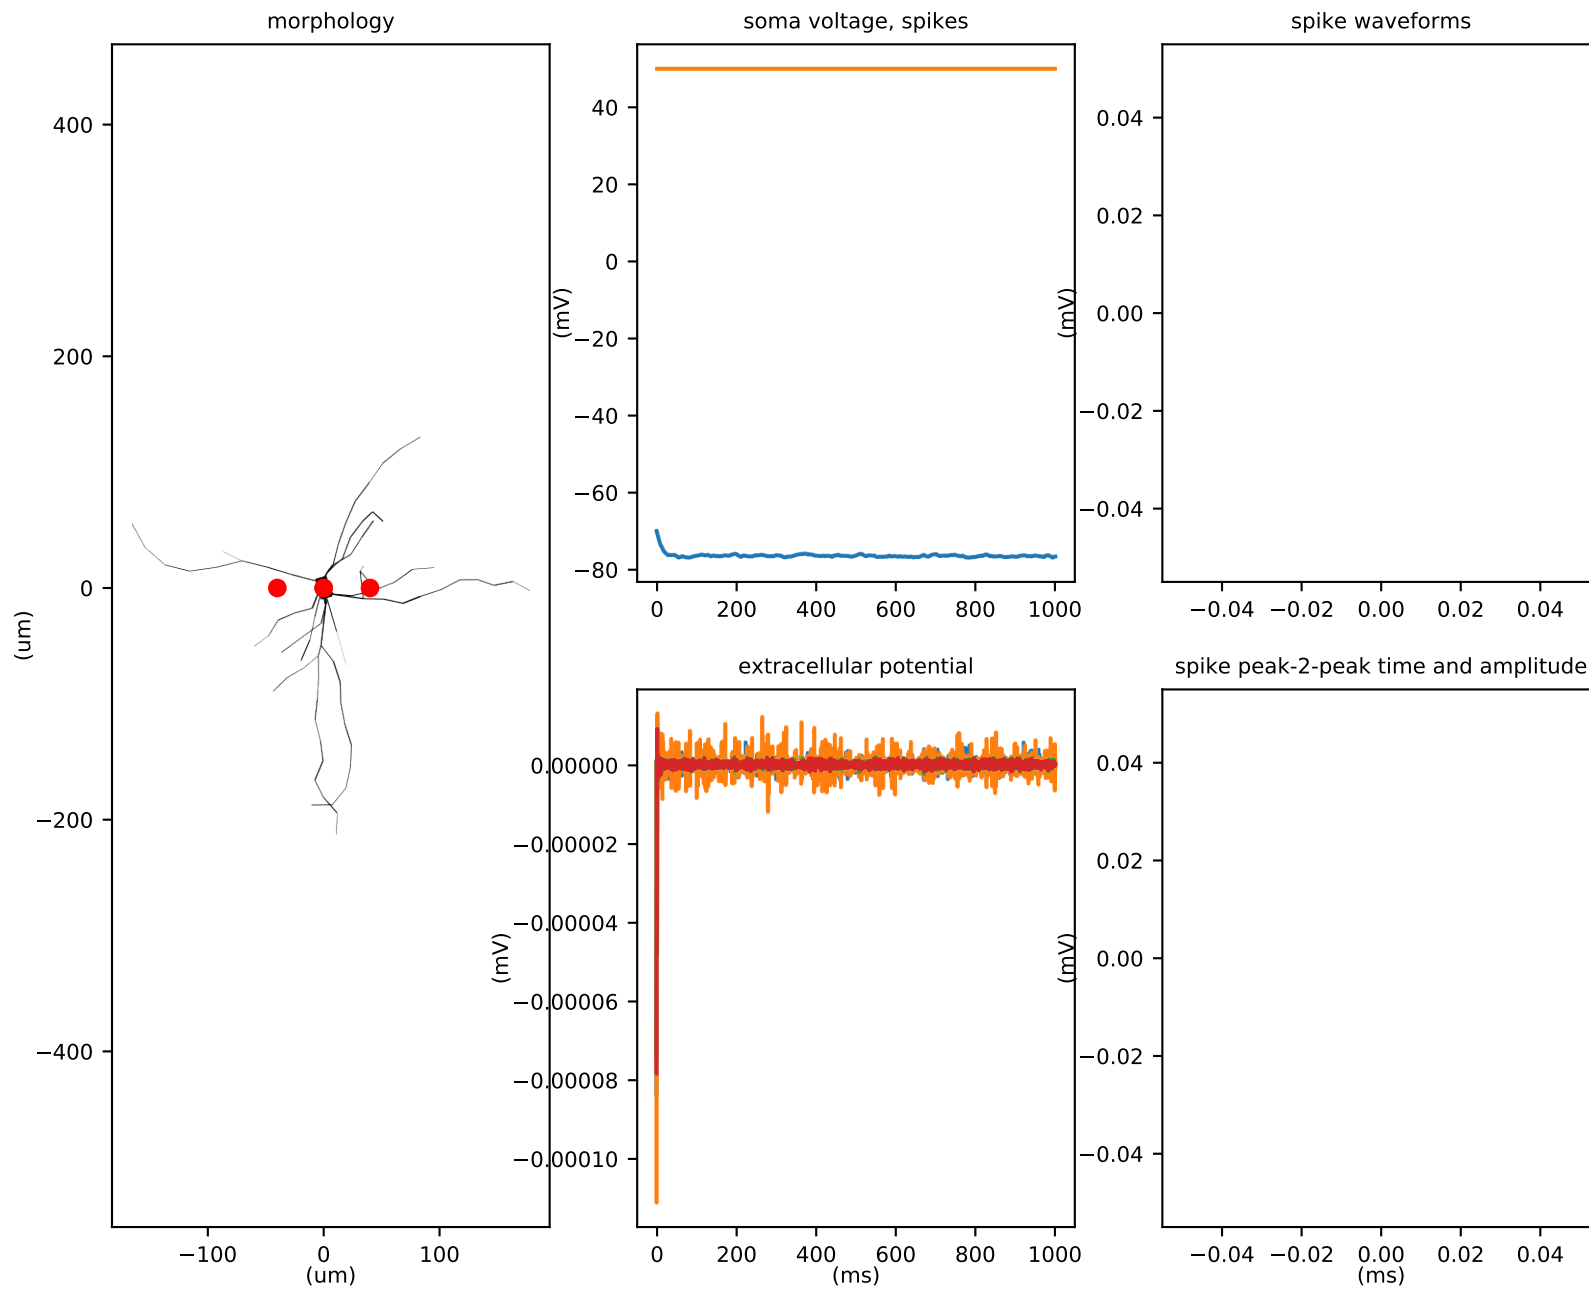 morphology
400
200
0
−200
−400
(um)
−100 0 100
(um)
soma voltage, spikes
40
20
0
−20
−40
−60
−80
(mV)
0 200 400 600 800 1000
spike waveforms
0.04
0.02
0.00
−0.02
−0.04
(mV)
−0.04 −0.02 0.00 0.02 0.04
extracellular potential
0.00000
−0.00002
−0.00004
−0.00006
−0.00008
−0.00010
(mV)
0 200 400 600 800 1000
(ms)
spike peak-2-peak time and amplitude
0.04
0.02
0.00
−0.02
−0.04
(mV)
−0.04 −0.02 0.00 0.02 0.04
(ms)